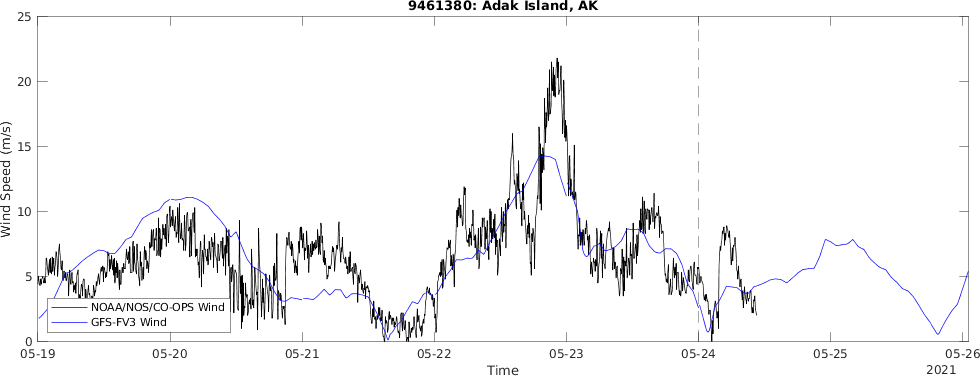 9461380: Adak Island, AK
Wind Speed (m/s)
25
20
15
10
5
0
NOAA/NOS/CO-OPS Wind
GFS-FV3 Wind
05-19 05-20 05-21 05-22 05-23 05-24 05-25 05-26
Time
2021